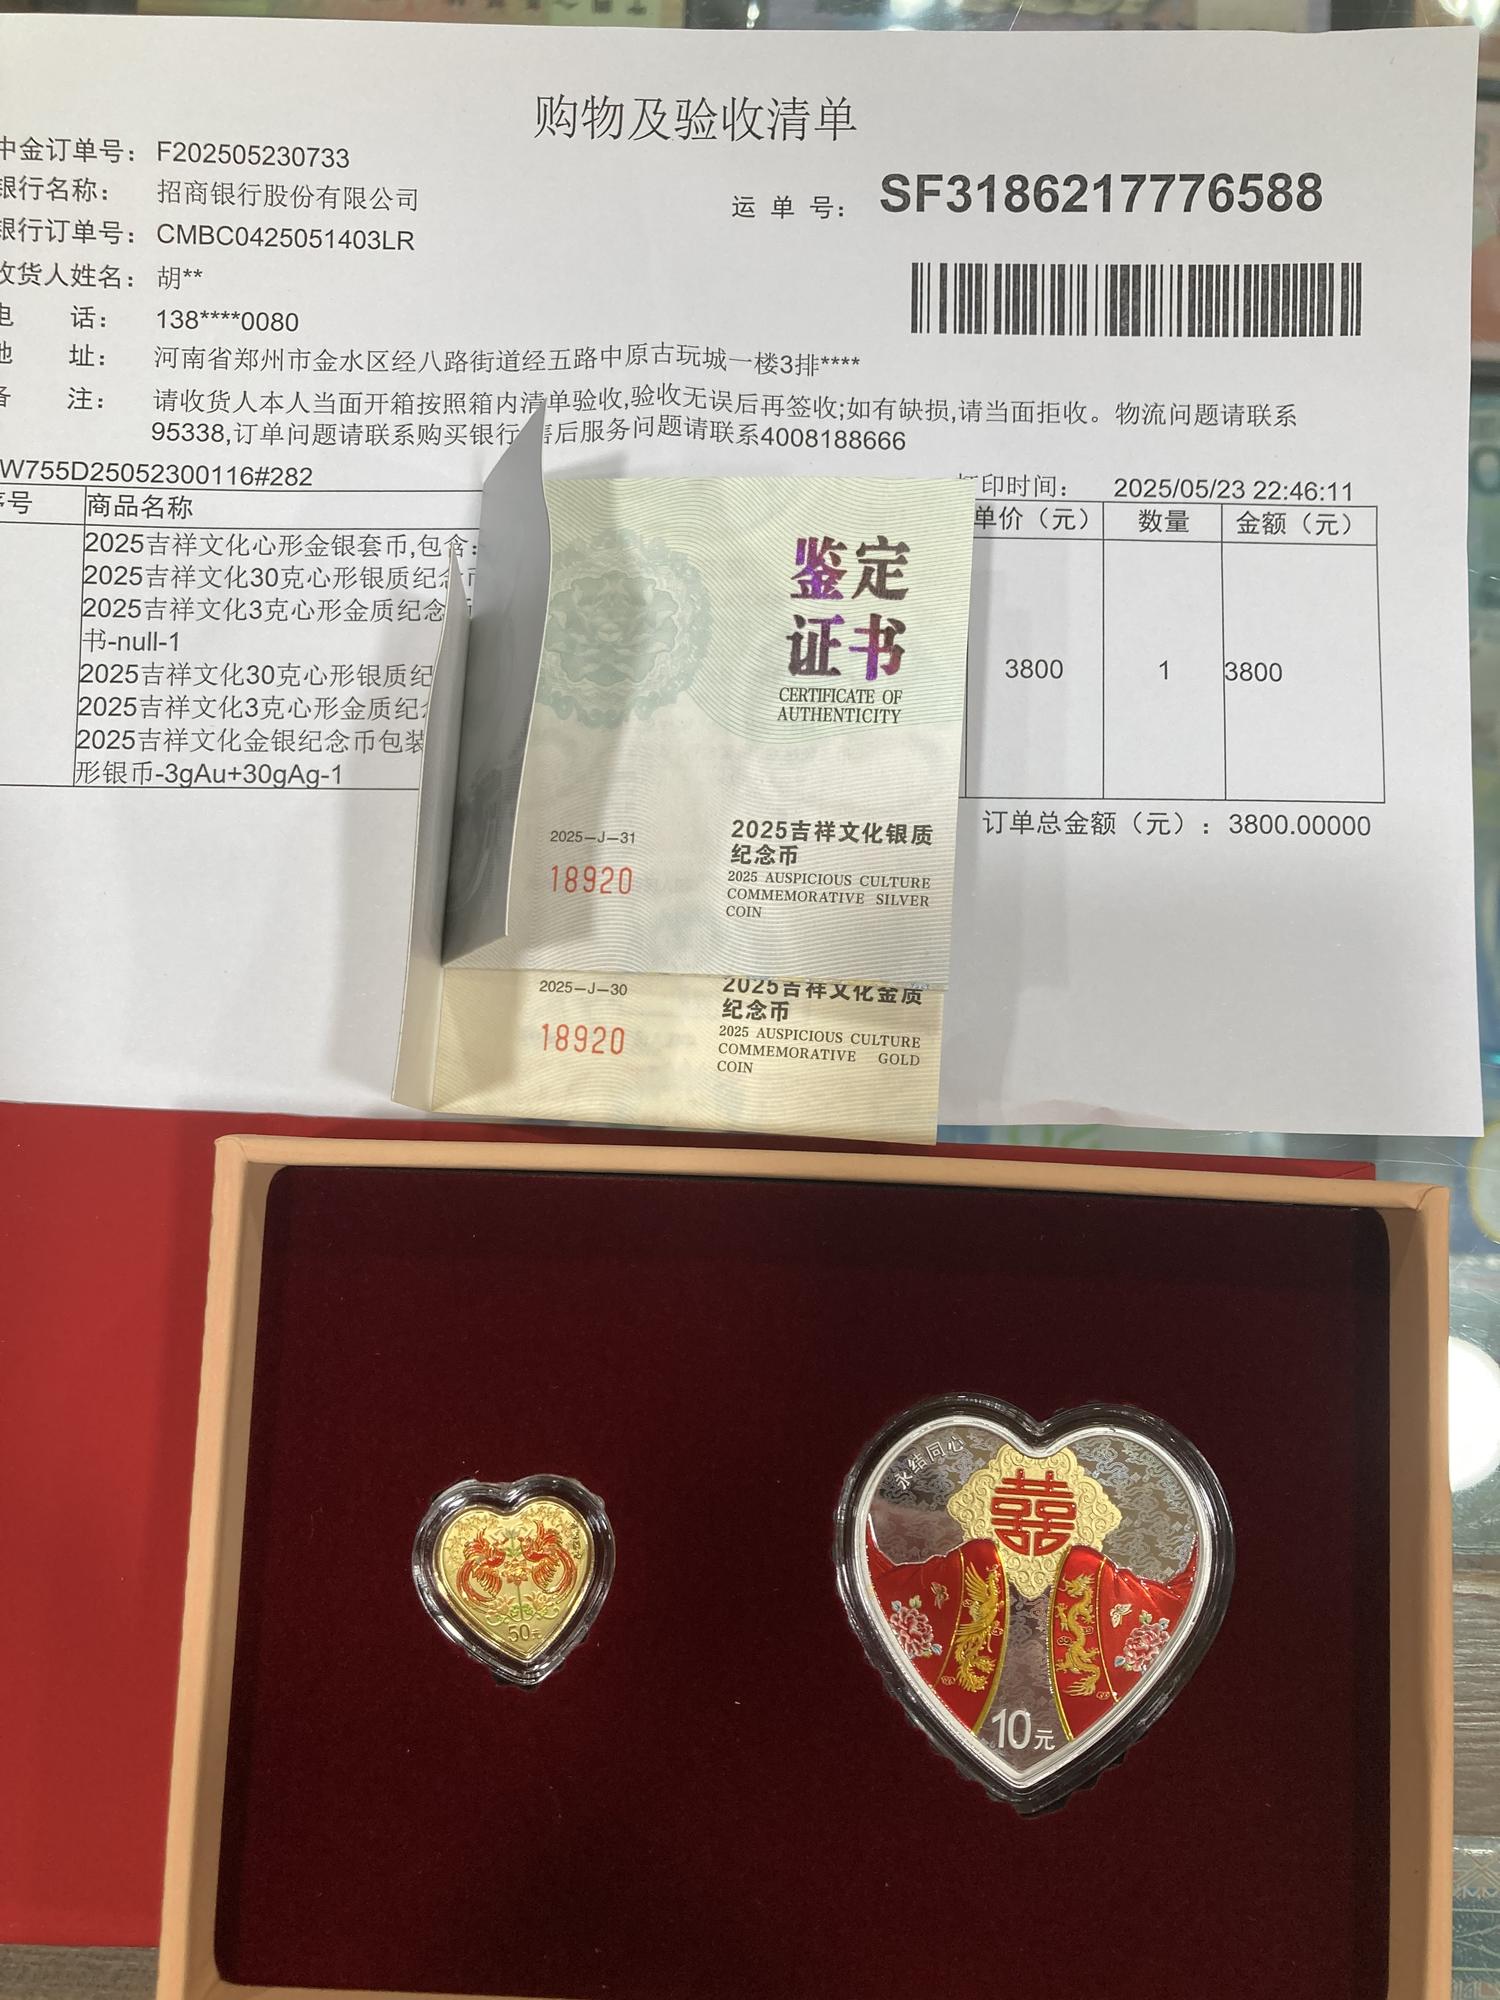 购物及验收清单
中金订单号： F202505230733
银行名称： 招商银行股份有限公司
运 单 号： SF3186217776588
银行订单号： CMBC0425051403LR
收货人姓名： 胡**
电 话： 138****0080
地 址： 河南省郑州市金水区经八路街道经五路中原古玩城一楼3排****
备 注： 请收货人本人当面开箱按照箱内清单验收,验收无误后再签收;如有缺损,请当面拒收。物流问题请联系
95338,订单问题请联系购买银行,售后服务问题请联系4008188666
W755D25052300116#282
打印时间： 2025/05/23 22:46:11
序号 商品名称 单价（元） 数量 金额（元）
2025吉祥文化心形金银套币,包含:
2025吉祥文化30克心形银质纪念币
2025吉祥文化3克心形金质纪念
书-null-1
2025吉祥文化30克心形银质纪
2025吉祥文化3克心形金质纪念
2025吉祥文化金银纪念币包装
形银币-3gAu+30gAg-1
3800 1 3800
订单总金额（元）: 3800.00000
鉴定
证书
CERTIFICATE OF
AUTHENTICITY
2025—J—31
18920
2025吉祥文化银质
纪念币
2025 AUSPICIOUS CULTURE
COMMEMORATIVE SILVER
COIN
2025—J—30
18920
2025吉祥文化金质
纪念币
2025 AUSPICIOUS CULTURE
COMMEMORATIVE GOLD
COIN
50元
永结同心
囍
10元